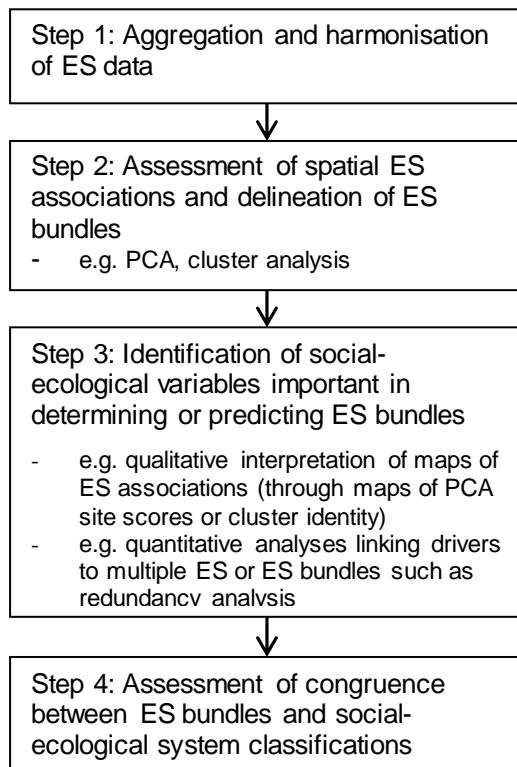 Step 1: Aggregation and harmonisation
of ES data
Step 2: Assessment of spatial ES
associations and delineation of ES
bundles
- e.g. PCA, cluster analysis
Step 3: Identification of social-
ecological variables important in
determining or predicting ES bundles
- e.g. qualitative interpretation of maps of
ES associations (through maps of PCA
site scores or cluster identity)
- e.g. quantitative analyses linking drivers
to multiple ES or ES bundles such as
redundancy analysis
Step 4: Assessment of congruence
between ES bundles and social-
ecological system classifications